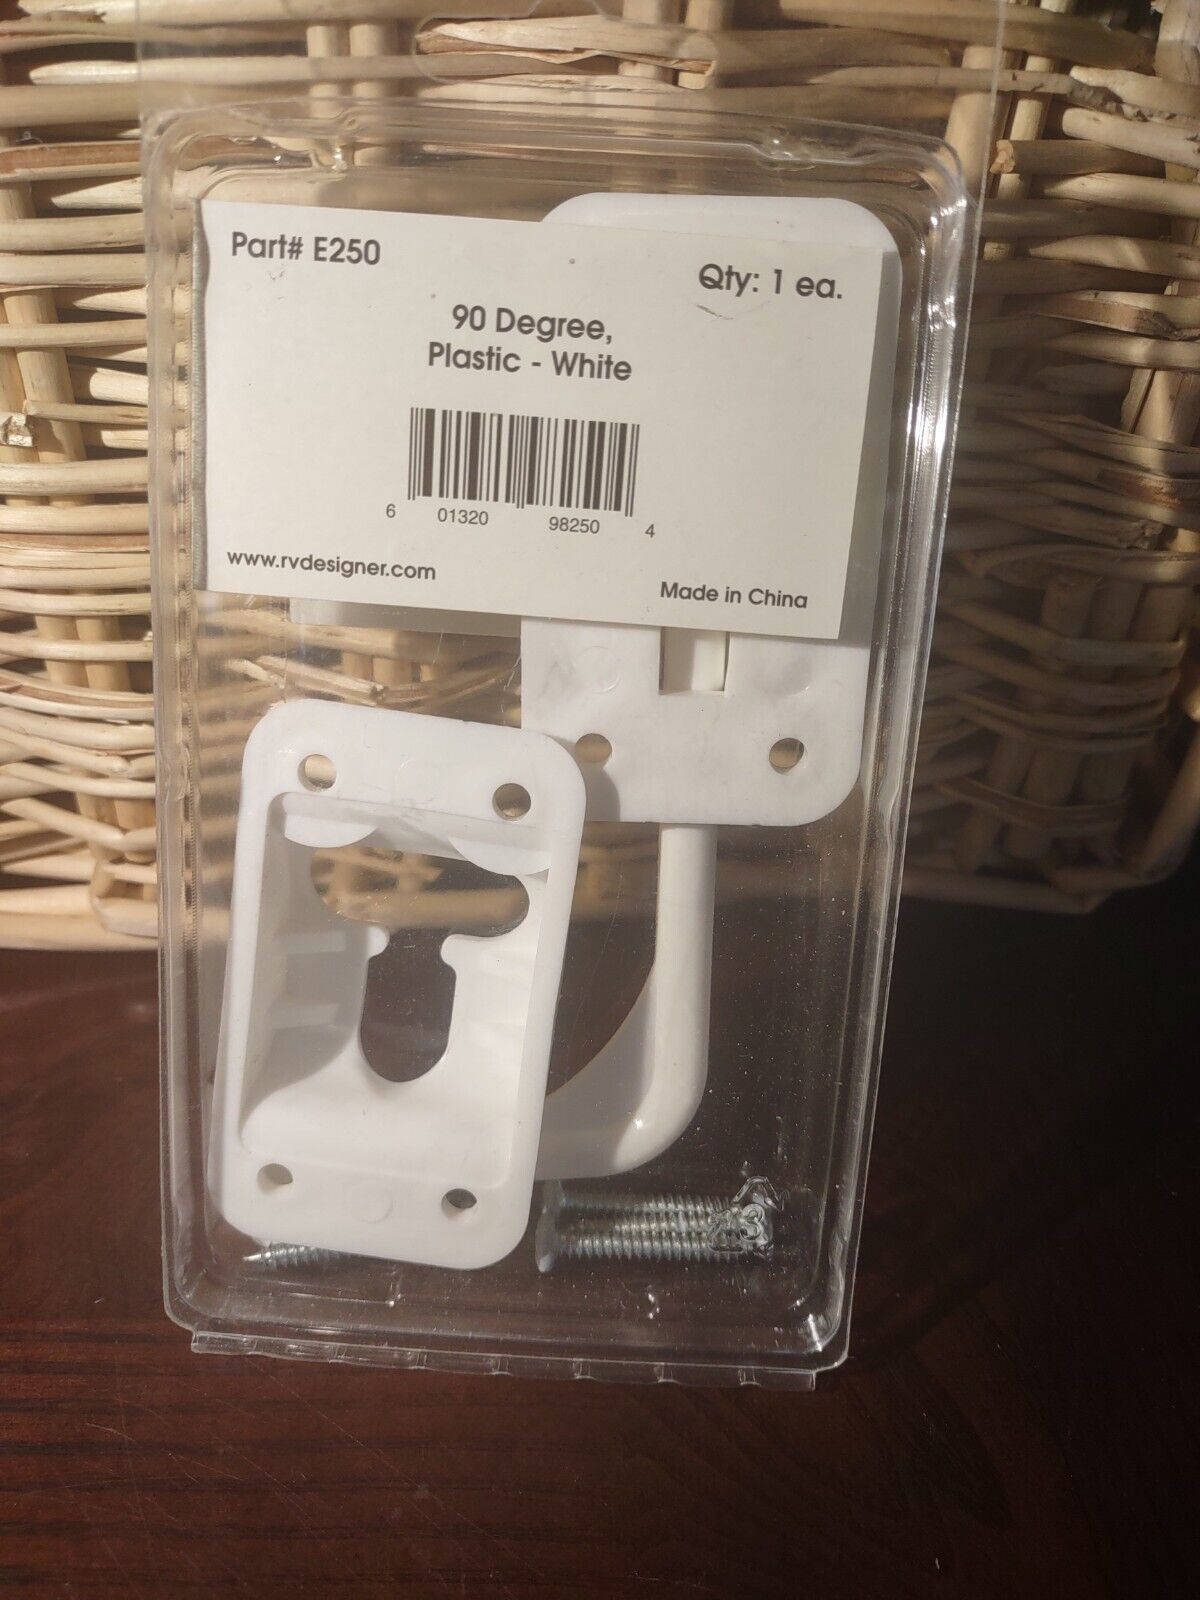 Part# E250
Qty: 1 ea.
90 Degree,
Plastic - White
6 01320 98250 4
www.rvdesigner.com
Made in China
3